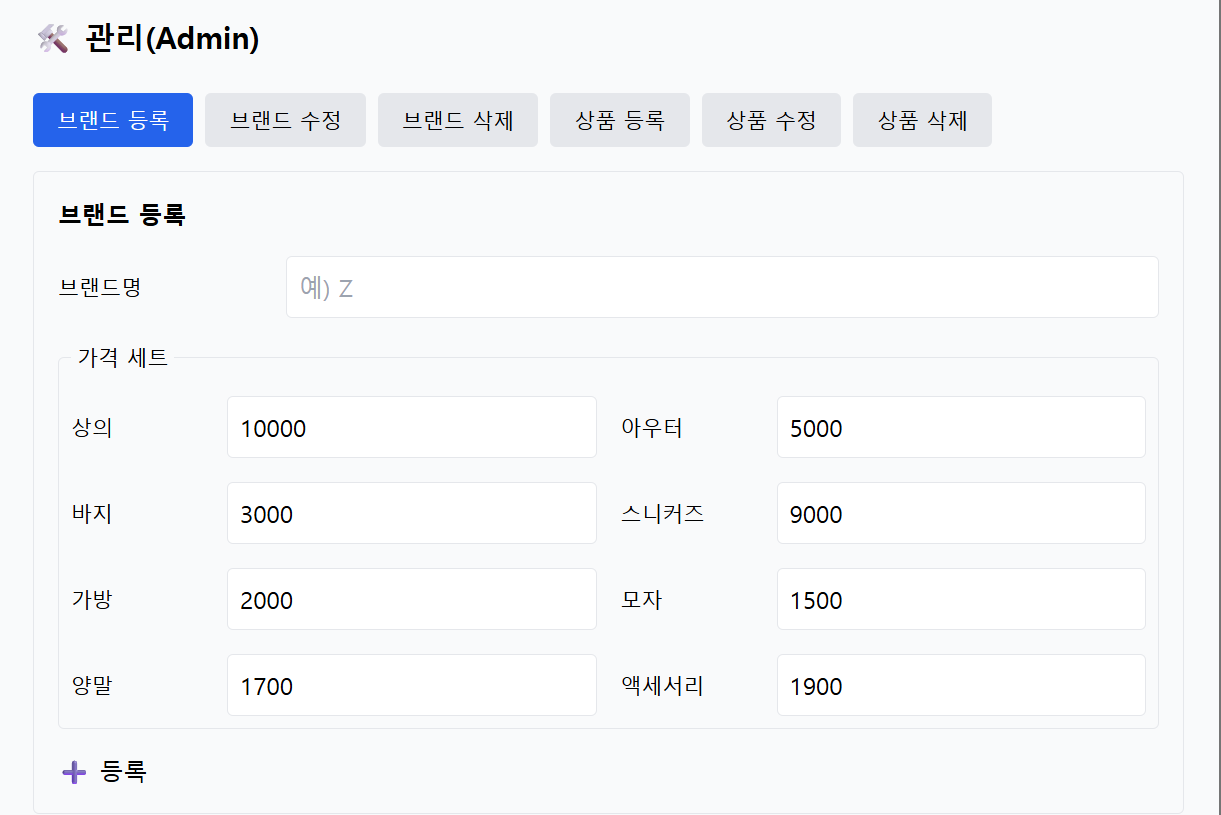 관리(Admin)
브랜드 등록 브랜드 수정 브랜드 삭제 상품 등록 상품 수정 상품 삭제
브랜드 등록
브랜드명 예) Z
가격 세트
상의 10000 아우터 5000
바지 3000 스니커즈 9000
가방 2000 모자 1500
양말 1700 액세서리 1900
등록